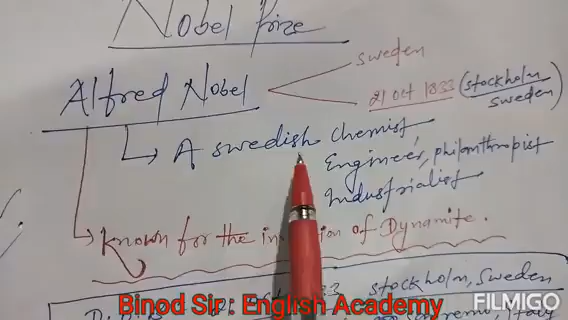 Nobel Prize
Sweden
Alfred Nobel
21 Oct 1833 (Stockholm
Sweden)
A Swedish Chemist,
Engineer, philanthropist
Industrialist
Known for the of Dynamite.
Stockholm, Sweden
Binod Sir : English Academy
FILMIGO
Italy